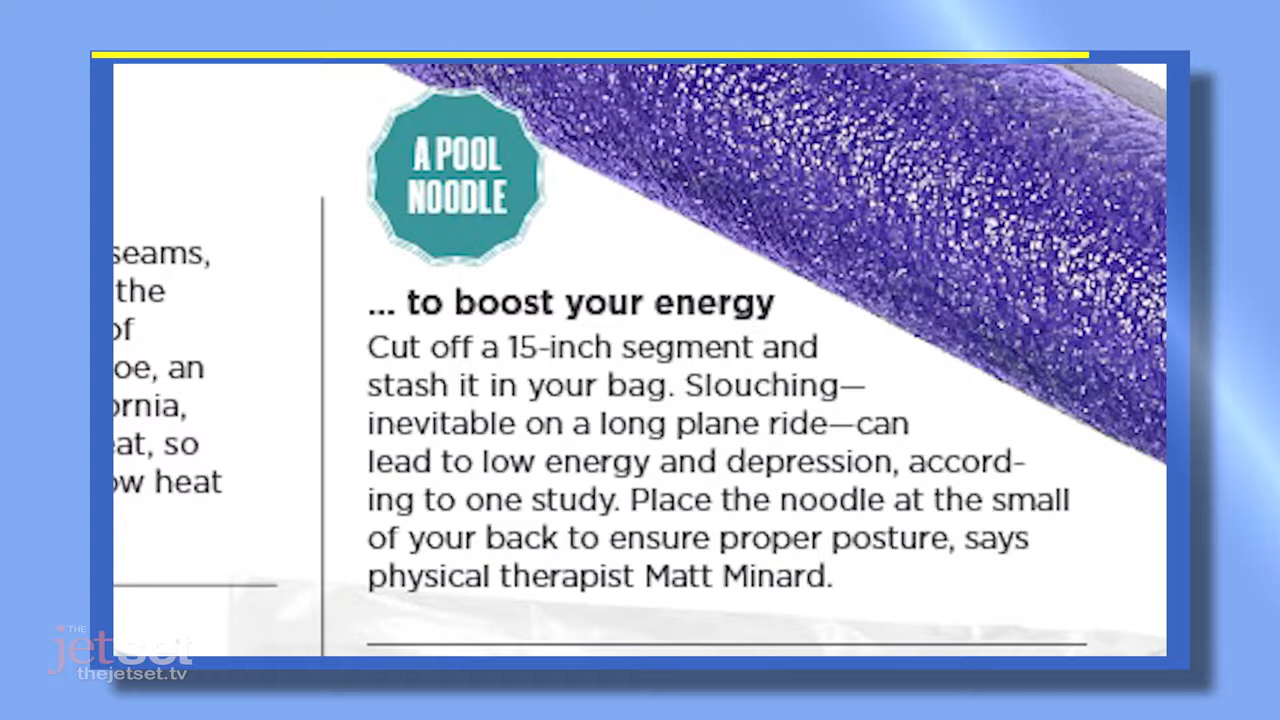 A POOL
NOODLE
seams,
the
of
an
eat, so
heat
... to boost your energy
Cut off a 15-inch segment and
stash it in your bag. Slouching—
inevitable on a long plane ride—can
lead to low energy and depression, accord-
ing to one study. Place the noodle at the small
of your back to ensure proper posture, says
physical therapist Matt Minard.
THE
jetset
thejetset.tv